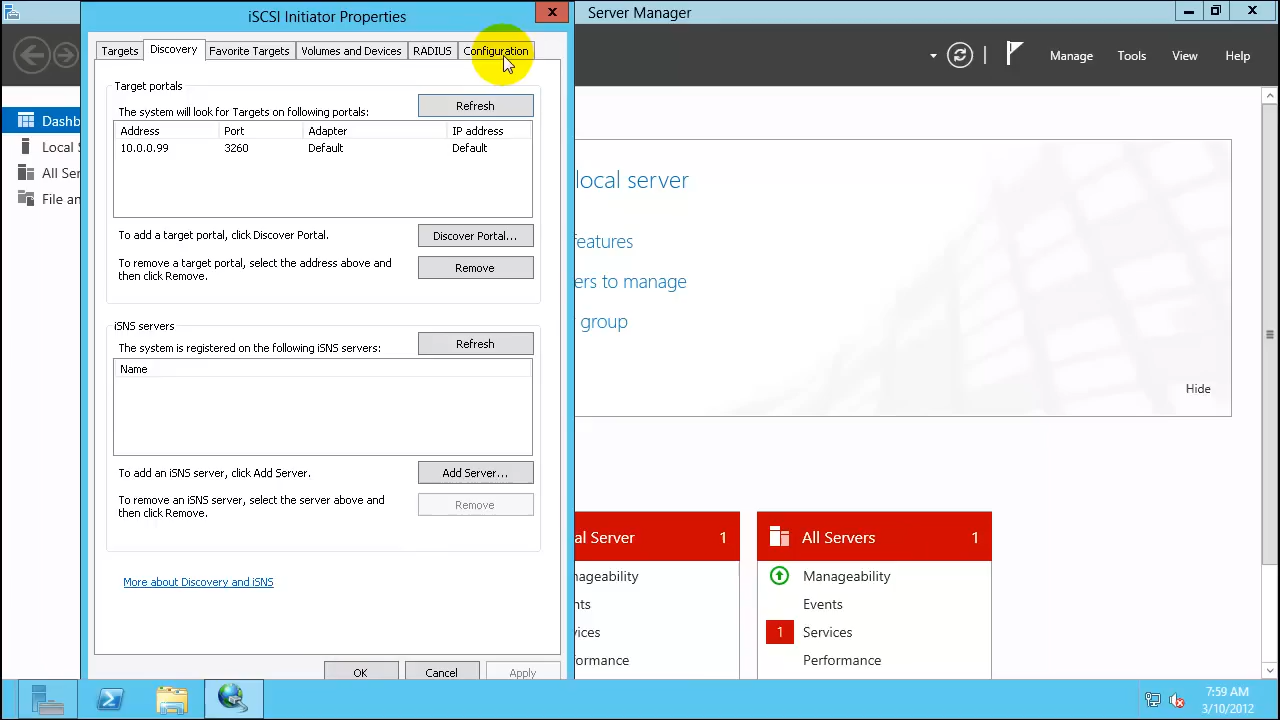 iSCSI Initiator Properties
x
Server Manager
Targets Discovery Favorite Targets Volumes and Devices RADIUS Configuration
Manage Tools View Help
Target portals
The system will look for Targets on following portals:
Refresh
Address Port Adapter IP address
10.0.0.99 3260 Default Default
To add a target portal, click Discover Portal.
Discover Portal...
To remove a target portal, select the address above and
then click Remove.
Remove
iSNS servers
The system is registered on the following iSNS servers:
Refresh
Name
To add an iSNS server, click Add Server.
Add Server...
To remove an iSNS server, select the server above and
then click Remove.
Remove
More about Discovery and iSNS
OK Cancel Apply
Dashb
Local S
All Ser
File an
local server
features
ers to manage
group
Hide
al Server 1
nageability
nts
vices
rformance
All Servers 1
Manageability
Events
1 Services
Performance
7:59 AM
3/10/2012